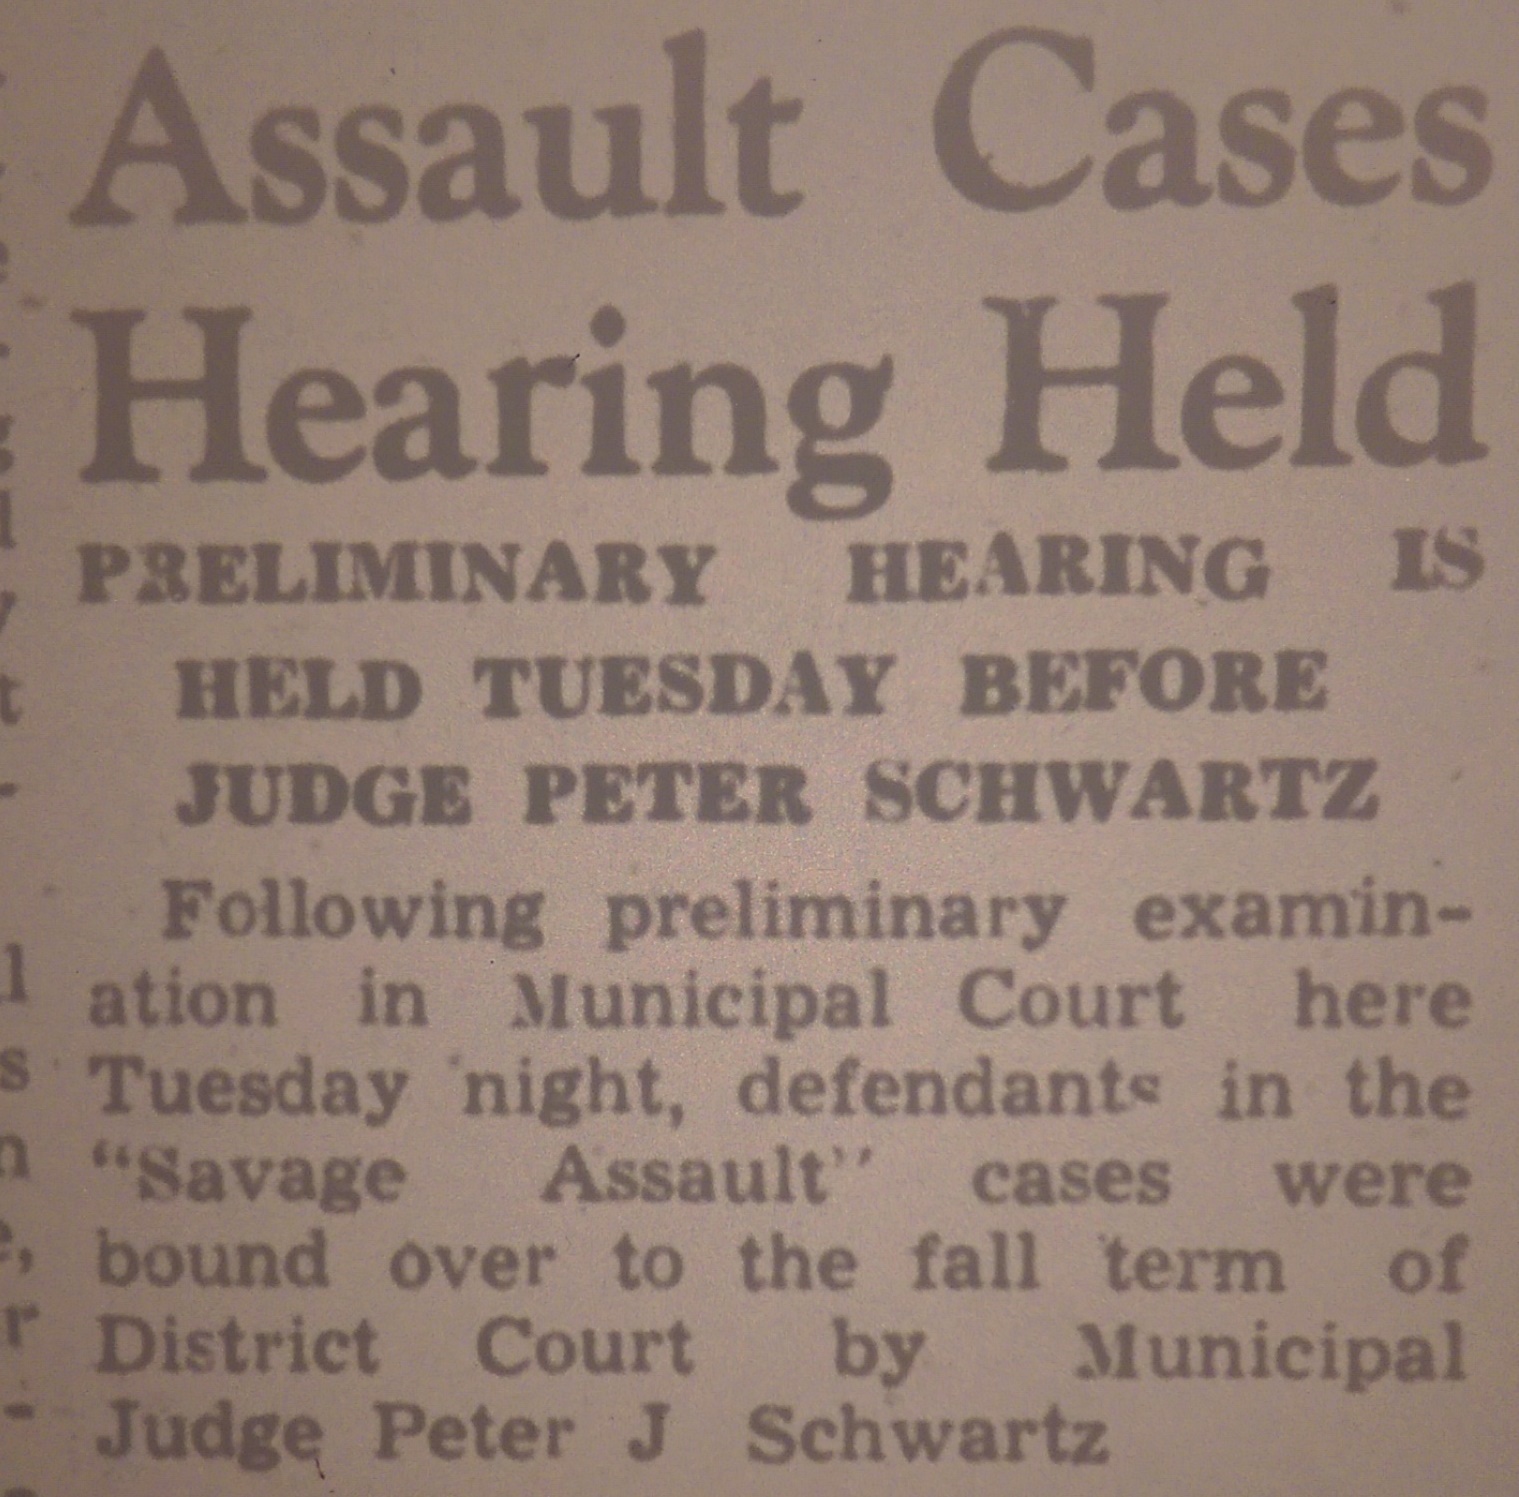 Assault Cases
Hearing Held
PRELIMINARY HEARING IS
HELD TUESDAY BEFORE
JUDGE PETER SCHWARTZ
Following preliminary examin-
ation in Municipal Court here
Tuesday night, defendants in the
"Savage Assault" cases were
bound over to the fall term of
District Court by Municipal
Judge Peter J Schwartz